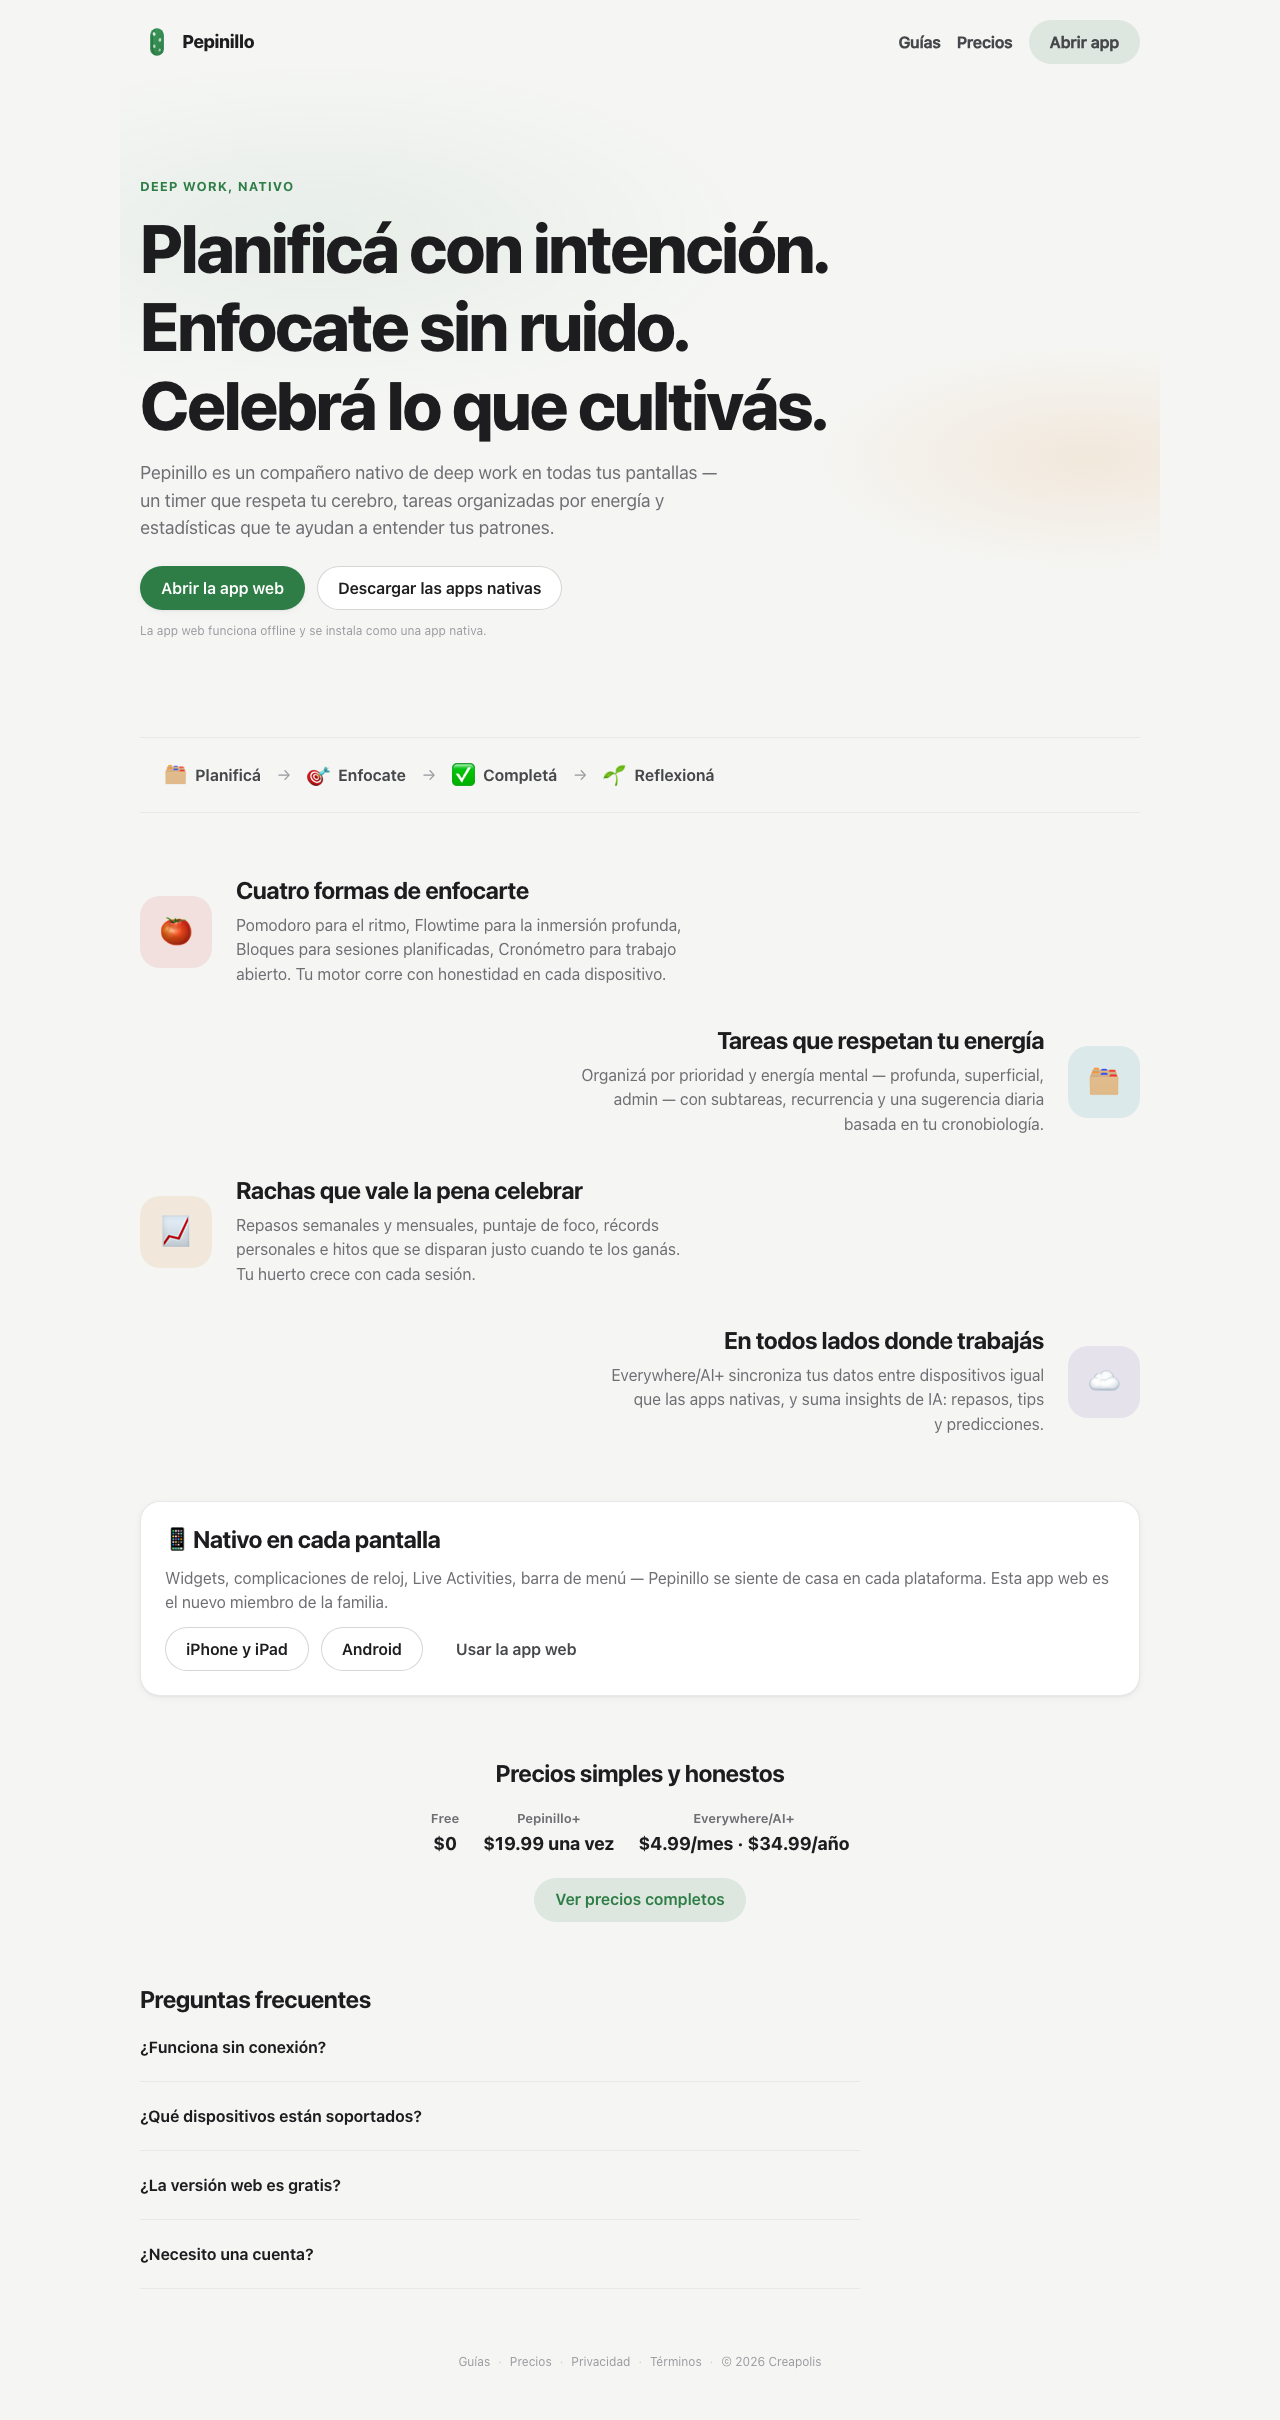 Pepinillo
Guías Precios Abrir app
DEEP WORK, NATIVO
Planificá con intención.
Enfocate sin ruido.
Celebrá lo que cultivás.
Pepinillo es un compañero nativo de deep work en todas tus pantallas —
un timer que respeta tu cerebro, tareas organizadas por energía y
estadísticas que te ayudan a entender tus patrones.
Abrir la app web Descargar las apps nativas
La app web funciona offline y se instala como una app nativa.
Planificá → Enfocate → Completá → Reflexioná
Cuatro formas de enfocarte
Pomodoro para el ritmo, Flowtime para la inmersión profunda,
Bloques para sesiones planificadas, Cronómetro para trabajo
abierto. Tu motor corre con honestidad en cada dispositivo.
Tareas que respetan tu energía
Organizá por prioridad y energía mental — profunda, superficial,
admin — con subtareas, recurrencia y una sugerencia diaria
basada en tu cronobiología.
Rachas que vale la pena celebrar
Repasos semanales y mensuales, puntaje de foco, récords
personales e hitos que se disparan justo cuando te los ganás.
Tu huerto crece con cada sesión.
En todos lados donde trabajás
Everywhere/AI+ sincroniza tus datos entre dispositivos igual
que las apps nativas, y suma insights de IA: repasos, tips
y predicciones.
Nativo en cada pantalla
Widgets, complicaciones de reloj, Live Activities, barra de menú — Pepinillo se siente de casa en cada plataforma. Esta app web es
el nuevo miembro de la familia.
iPhone y iPad Android Usar la app web
Precios simples y honestos
Free Pepinillo+ Everywhere/AI+
$0 $19.99 una vez $4.99/mes · $34.99/año
Ver precios completos
Preguntas frecuentes
¿Funciona sin conexión?
¿Qué dispositivos están soportados?
¿La versión web es gratis?
¿Necesito una cuenta?
Guías · Precios · Privacidad · Términos · © 2026 Creapolis